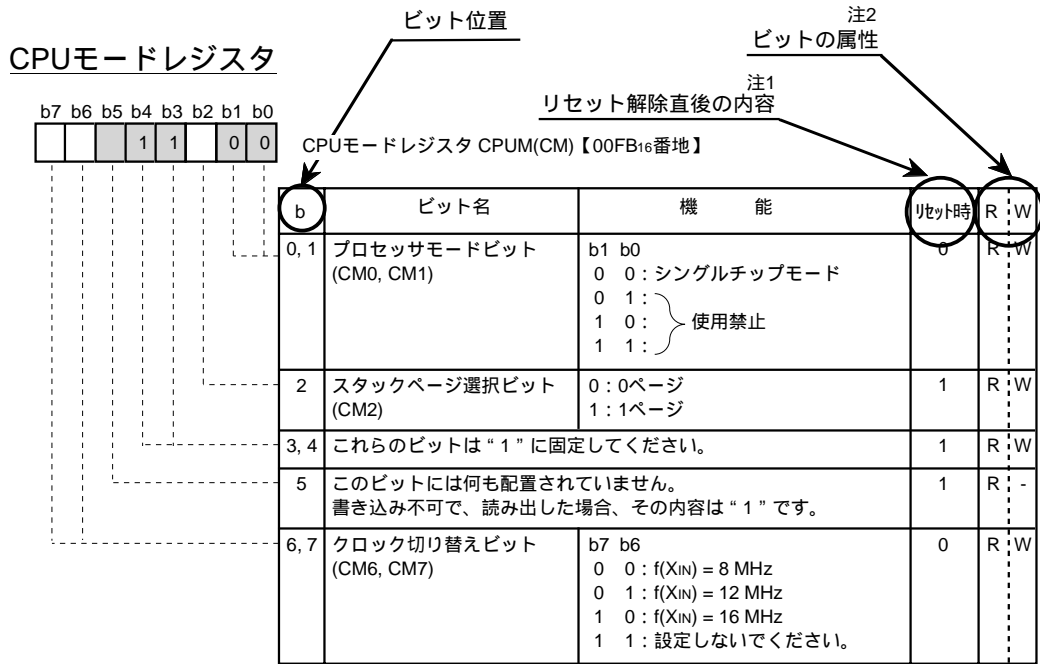 ビット位置
注2
ビットの属性
CPUモードレジスタ
注1
リセット解除直後の内容
b7 b6 b5 b4 b3 b2 b1 b0
1 1 0 0
CPUモードレジスタ CPUM(CM)【00FB16番地】
b ビット名 機 能 リセット時 R W
0, 1 プロセッサモードビット b1 b0 0 R W
(CM0, CM1) 0 0 : シングルチップモード
0 1 :
1 0 : 使用禁止
1 1 :
2 スタックページ選択ビット 0 : 0ページ 1 R W
(CM2) 1 : 1ページ
3, 4 これらのビットは“ 1 ”に固定してください。 1 R W
5 このビットには何も配置されていません。 1 R -
書き込み不可で、読み出した場合、その内容は“ 1 ”です。
6, 7 クロック切り替えビット b7 b6 0 R W
(CM6, CM7) 0 0 : f(XIN) = 8 MHz
0 1 : f(XIN) = 12 MHz
1 0 : f(XIN) = 16 MHz
1 1 : 設定しないでください。